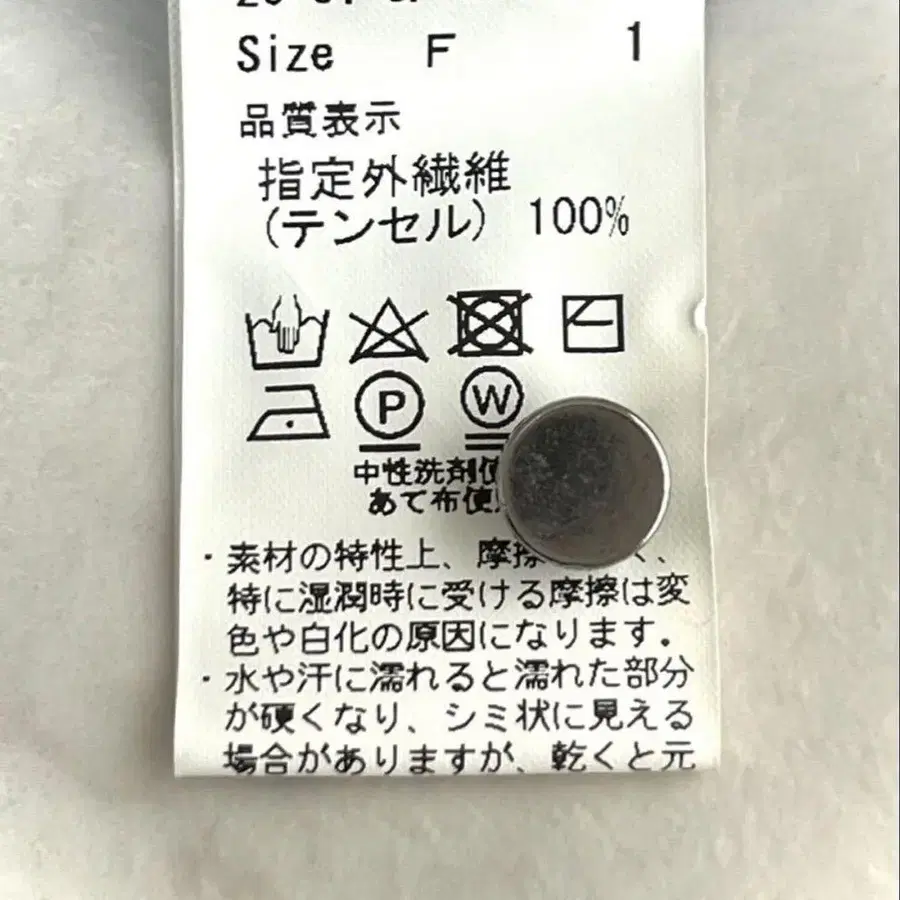 Size F 1
品質表示
指定外繊維
(テンセル) 100%
P W
中性洗剤使
あて布使
・素材の特性上、摩擦
特に湿潤時に受ける摩擦は変
色や白化の原因になります。
・水や汗に濡れると濡れた部分
が硬くなり、シミ状に見える
場合がありますが、乾くと元